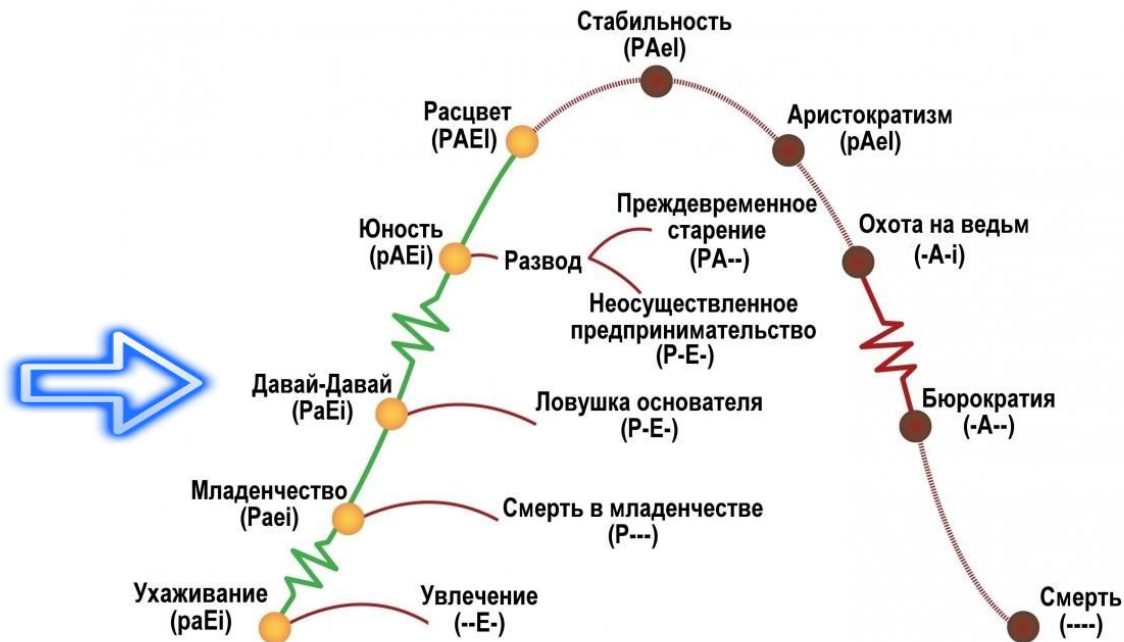 Стабильность
(PAeI)
Расцвет
(PAEI)
Аристократизм
(pAeI)
Юность
(pAEi)
Развод
Преждевременное
старение
(PA--)
Неосуществленное
предпринимательство
(P-E-)
Охота на ведьм
(-A-i)
Давай-Давай
(PaEi)
Ловушка основателя
(P-E-)
Бюрократия
(-A--)
Младенчество
(Paei)
Смерть в младенчестве
(P---)
Ухаживание
(paEi)
Увлечение
(--E-)
Смерть
(----)